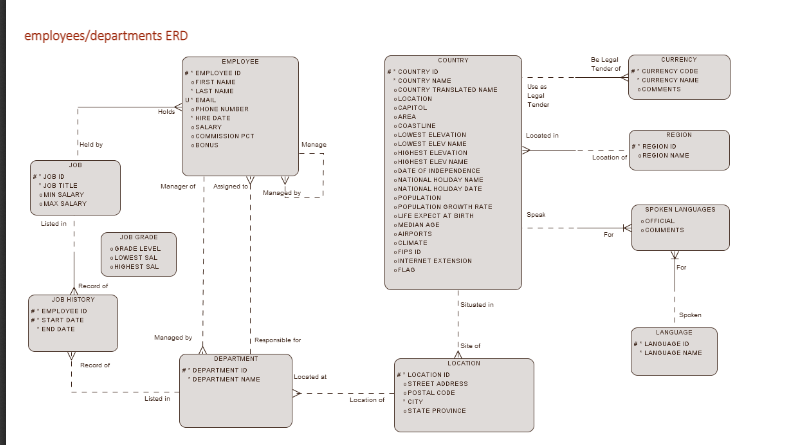 employees/departments ERD
EMPLOYEE
# * EMPLOYEE ID
o FIRST NAME
* LAST NAME
U * EMAIL
o PHONE NUMBER
* HIRE DATE
o SALARY
o COMMISSION PCT
o BONUS
Holds
Held by
Manage
Managed by
Manager of
Assigned to
JOB
# * JOB ID
* JOB TITLE
o MIN SALARY
o MAX SALARY
Listed in
JOB GRADE
o GRADE LEVEL
o LOWEST SAL
o HIGHEST SAL
Record of
JOB HISTORY
# * EMPLOYEE ID
# * START DATE
* END DATE
Record of
Listed in
Managed by
Responsible for
DEPARTMENT
# * DEPARTMENT ID
* DEPARTMENT NAME
Located at
Location of
COUNTRY
# * COUNTRY ID
* COUNTRY NAME
o COUNTRY TRANSLATED NAME
o LOCATION
o CAPITOL
o AREA
o COASTLINE
o LOWEST ELEVATION
o LOWEST ELEV NAME
o HIGHEST ELEVATION
o HIGHEST ELEV NAME
o DATE OF INDEPENDENCE
o NATIONAL HOLIDAY NAME
o NATIONAL HOLIDAY DATE
o POPULATION
o POPULATION GROWTH RATE
o LIFE EXPECT AT BIRTH
o MEDIAN AGE
o AIRPORTS
o CLIMATE
o FIPS ID
o INTERNET EXTENSION
o FLAG
Be Legal
Tender of
Use as
Legal
Tender
CURRENCY
# * CURRENCY CODE
* CURRENCY NAME
o COMMENTS
Located in
Location of
REGION
# * REGION ID
o REGION NAME
Speak
For
SPOKEN LANGUAGES
o OFFICIAL
o COMMENTS
For
Spoken
LANGUAGE
# * LANGUAGE ID
* LANGUAGE NAME
Situated in
Site of
LOCATION
# * LOCATION ID
o STREET ADDRESS
o POSTAL CODE
* CITY
o STATE PROVINCE